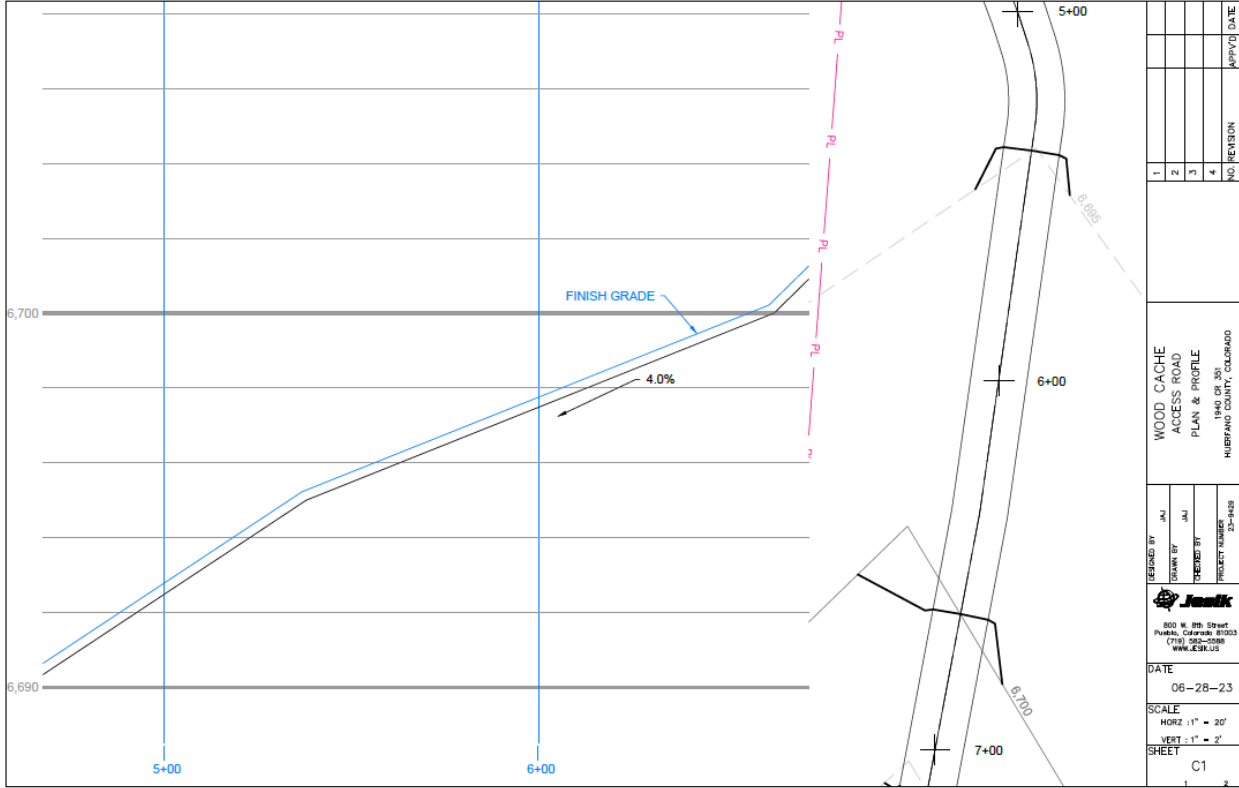 6,700
6,690
FINISH GRADE
4.0%
5+00
6+00
PL
PL
PL
PL
PL
5+00
6,695
6+00
6,700
7+00
NO. REVISION APPV'D DATE
1
2
3
4
WOOD CACHE
ACCESS ROAD
PLAN & PROFILE
1940 CR 351
HUERFANO COUNTY, COLORADO
DESIGNED BY
JAJ
DRAWN BY
JAJ
CHECKED BY
PROJECT NUMBER
23-9429
Jesik
800 W. 8th Street
Pueblo, Colorado 81003
(719) 582-5588
WWW.JESIK.US
DATE
06-28-23
SCALE
HORZ : 1" = 20'
VERT : 1" = 2'
SHEET
C1
1 2